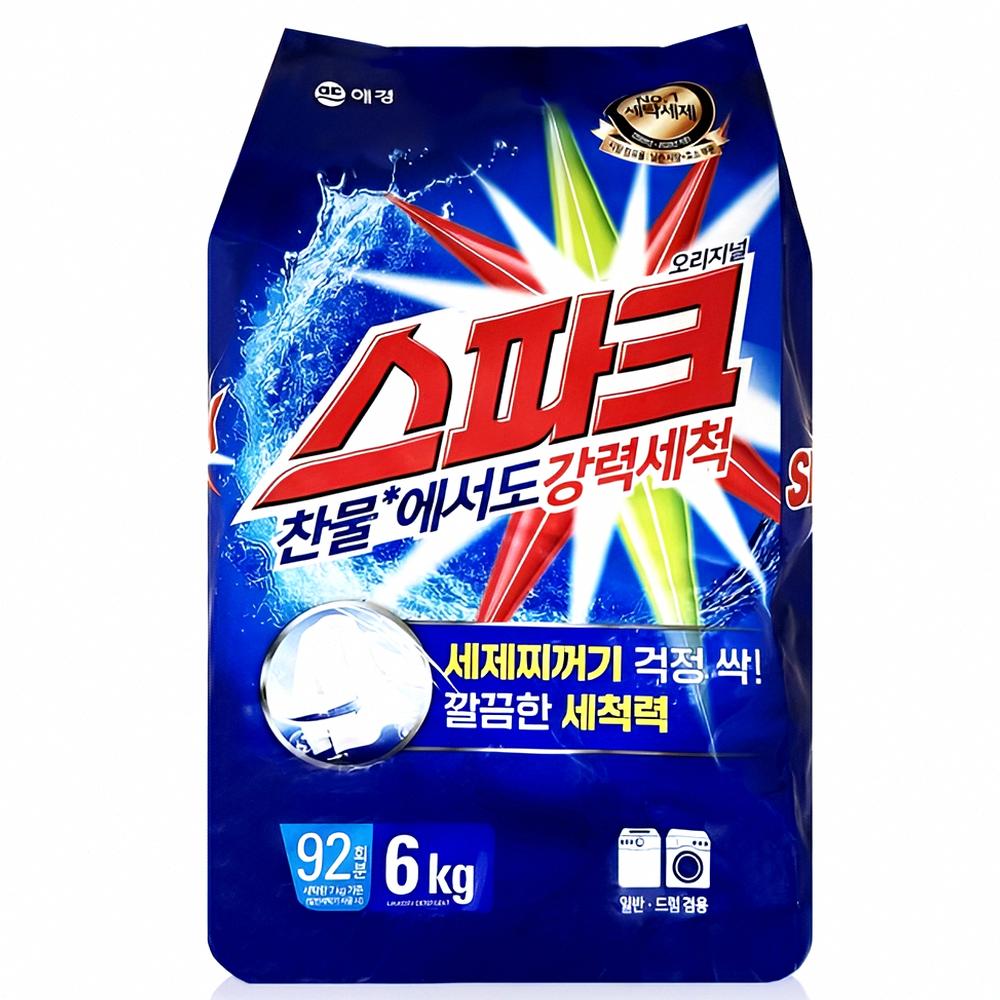 애경
NO.1
세탁세제
오리지널
스파크
찬물*에서도 강력세척
세제찌꺼기 걱정 싹!
깔끔한 세척력
92회분
6kg
일반·드럼 겸용